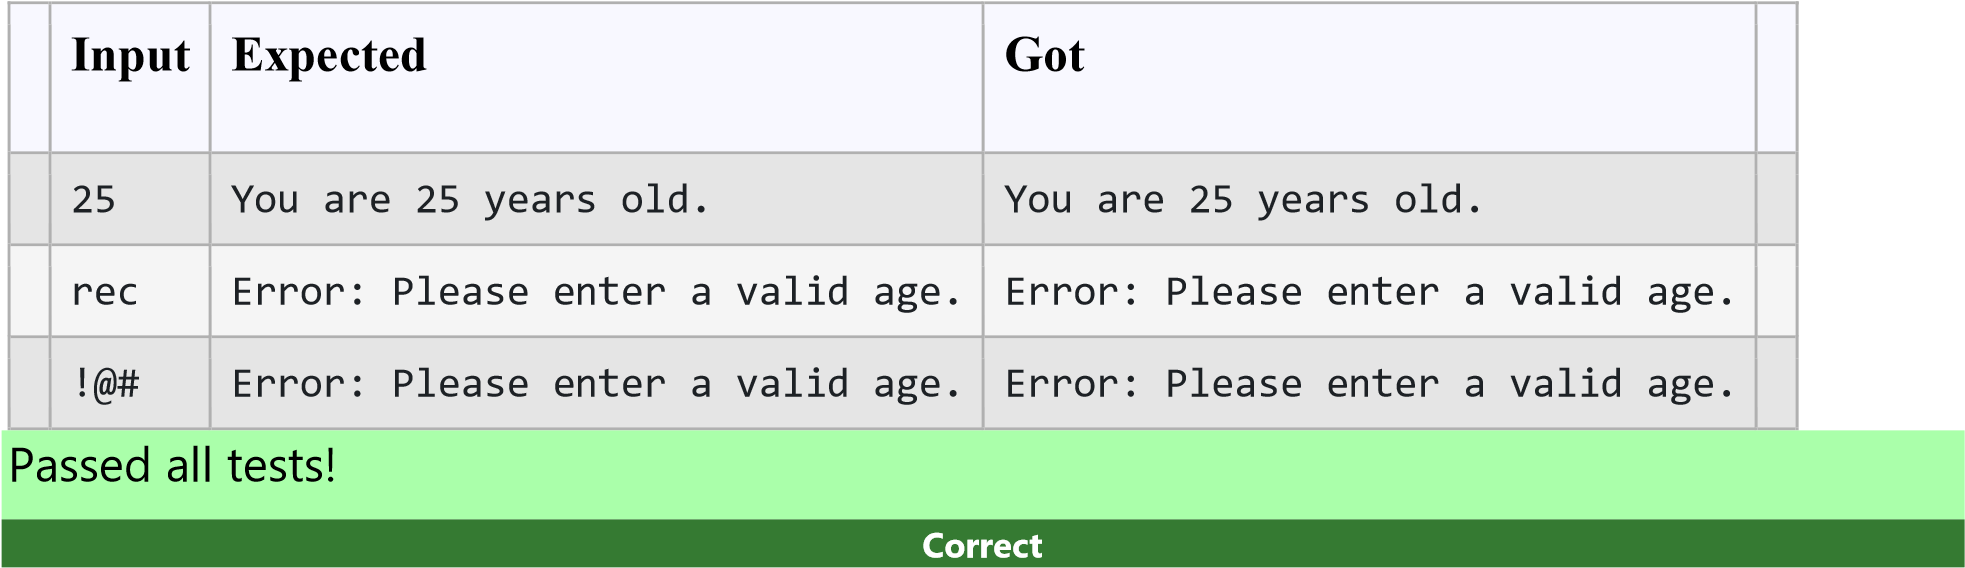 Input Expected Got
25 You are 25 years old. You are 25 years old.
rec Error: Please enter a valid age. Error: Please enter a valid age.
!@# Error: Please enter a valid age. Error: Please enter a valid age.
Passed all tests!
Correct